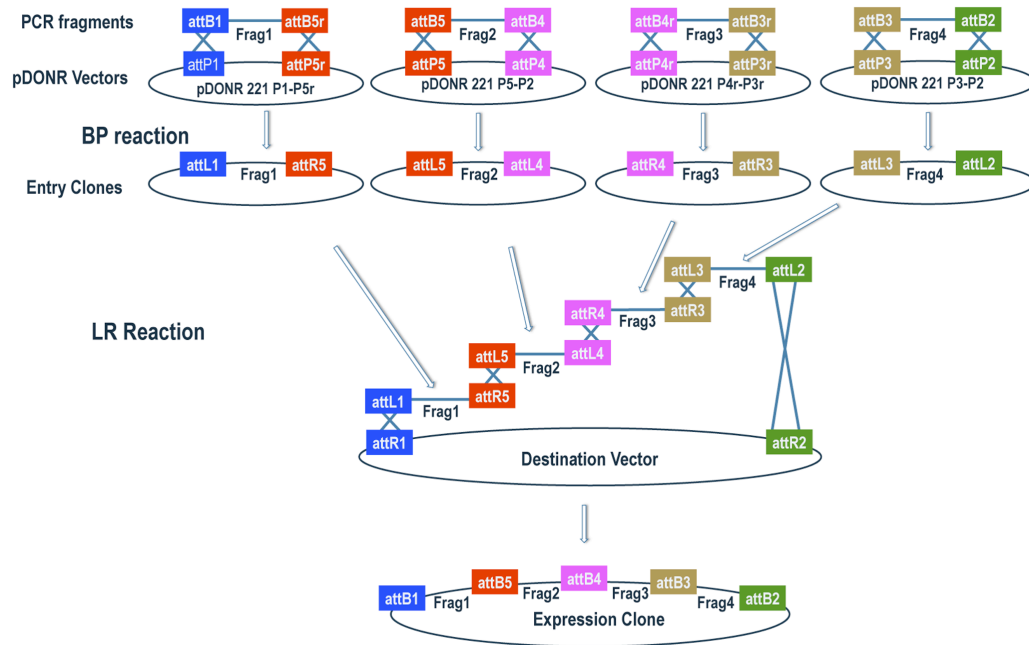 PCR fragments
attB1 Frag1 attB5r
attB5 Frag2 attB4
attB4r Frag3 attB3r
attB3 Frag4 attB2
pDONR Vectors
attP1 attP5r
pDONR 221 P1-P5r
attP5 attP4
pDONR 221 P5-P2
attP4r attP3r
pDONR 221 P4r-P3r
attP3 attP2
pDONR 221 P3-P2
BP reaction
Entry Clones
attL1 Frag1 attR5
attL5 Frag2 attL4
attR4 Frag3 attR3
attL3 Frag4 attL2
LR Reaction
attL3 Frag4 attL2
attR4 Frag3 attR3
attL5 Frag2 attL4
attL1 Frag1 attR5
attR1 attR2
Destination Vector
attB1 Frag1 attB5 Frag2 attB4 Frag3 attB3 Frag4 attB2
Expression Clone